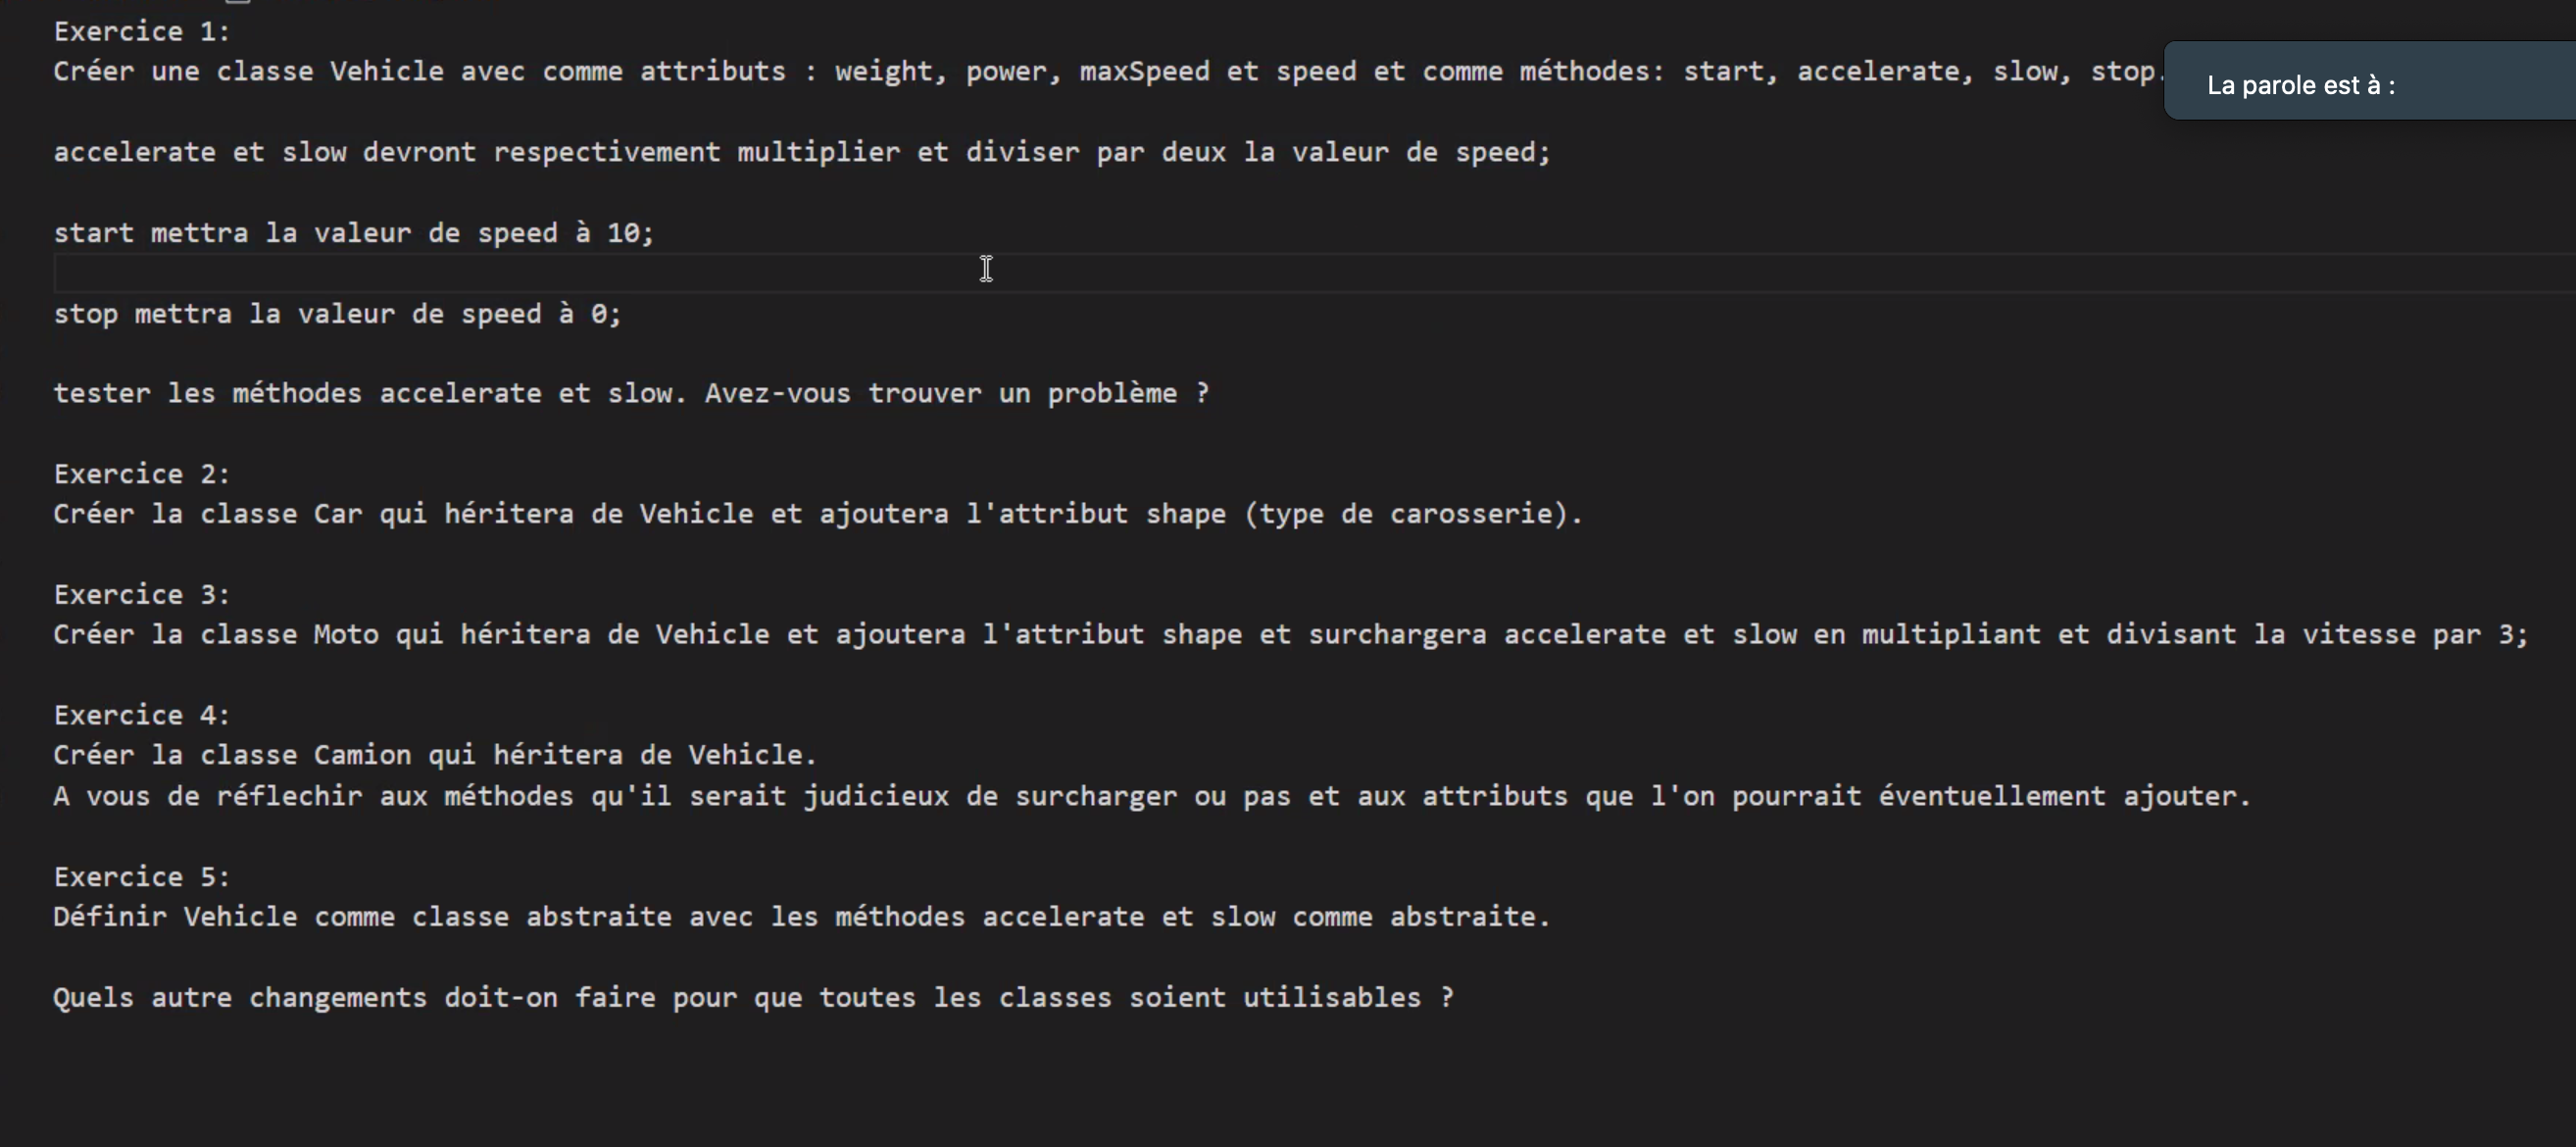 Exercice 1:
Créer une classe Vehicle avec comme attributs : weight, power, maxSpeed et speed et comme méthodes: start, accelerate, slow, stop.
La parole est à :
accelerate et slow devront respectivement multiplier et diviser par deux la valeur de speed;
start mettra la valeur de speed à 10;
stop mettra la valeur de speed à 0;
tester les méthodes accelerate et slow. Avez-vous trouver un problème ?
Exercice 2:
Créer la classe Car qui héritera de Vehicle et ajoutera l'attribut shape (type de carosserie).
Exercice 3:
Créer la classe Moto qui héritera de Vehicle et ajoutera l'attribut shape et surchargera accelerate et slow en multipliant et divisant la vitesse par 3;
Exercice 4:
Créer la classe Camion qui héritera de Vehicle.
A vous de réflechir aux méthodes qu'il serait judicieux de surcharger ou pas et aux attributs que l'on pourrait éventuellement ajouter.
Exercice 5:
Définir Vehicle comme classe abstraite avec les méthodes accelerate et slow comme abstraite.
Quels autre changements doit-on faire pour que toutes les classes soient utilisables ?